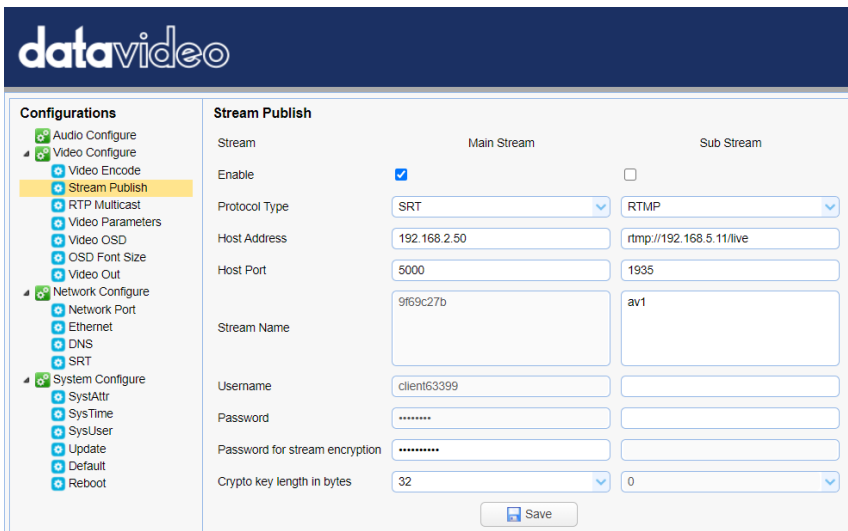 datavideo
Configurations
Audio Configure
Video Configure
Video Encode
Stream Publish
RTP Multicast
Video Parameters
Video OSD
OSD Font Size
Video Out
Network Configure
Network Port
Ethernet
DNS
SRT
System Configure
SystAttr
SysTime
SysUser
Update
Default
Reboot
Stream Publish
Stream Main Stream Sub Stream
Enable
Protocol Type SRT RTMP
Host Address 192.168.2.50 rtmp://192.168.5.11/live
Host Port 5000 1935
Stream Name 9f69c27b av1
Username client63399
Password ••••••••
Password for stream encryption ••••••••••
Crypto key length in bytes 32 0
Save